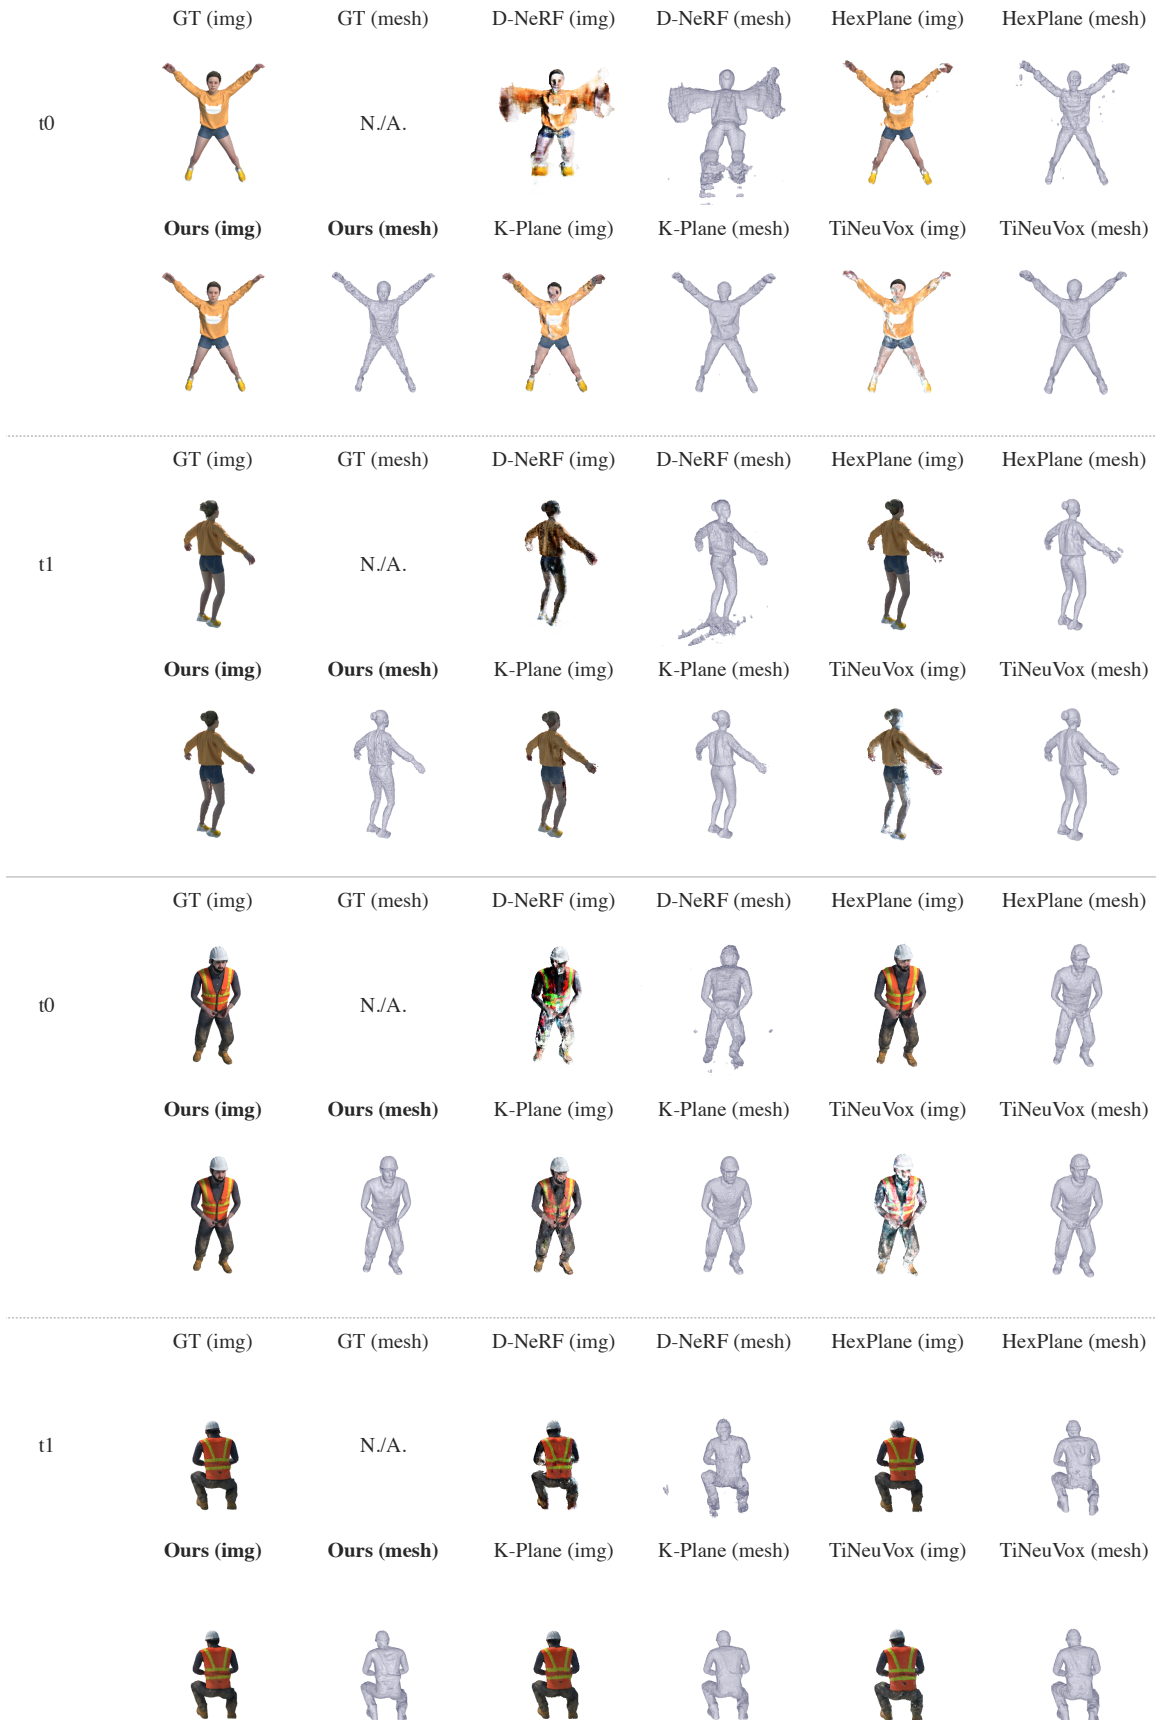 GT (img) GT (mesh) D-NeRF (img) D-NeRF (mesh) HexPlane (img) HexPlane (mesh)
t0 N./A.
Ours (img) Ours (mesh) K-Plane (img) K-Plane (mesh) TiNeuVox (img) TiNeuVox (mesh)
GT (img) GT (mesh) D-NeRF (img) D-NeRF (mesh) HexPlane (img) HexPlane (mesh)
t1 N./A.
Ours (img) Ours (mesh) K-Plane (img) K-Plane (mesh) TiNeuVox (img) TiNeuVox (mesh)
GT (img) GT (mesh) D-NeRF (img) D-NeRF (mesh) HexPlane (img) HexPlane (mesh)
t0 N./A.
Ours (img) Ours (mesh) K-Plane (img) K-Plane (mesh) TiNeuVox (img) TiNeuVox (mesh)
GT (img) GT (mesh) D-NeRF (img) D-NeRF (mesh) HexPlane (img) HexPlane (mesh)
t1 N./A.
Ours (img) Ours (mesh) K-Plane (img) K-Plane (mesh) TiNeuVox (img) TiNeuVox (mesh)